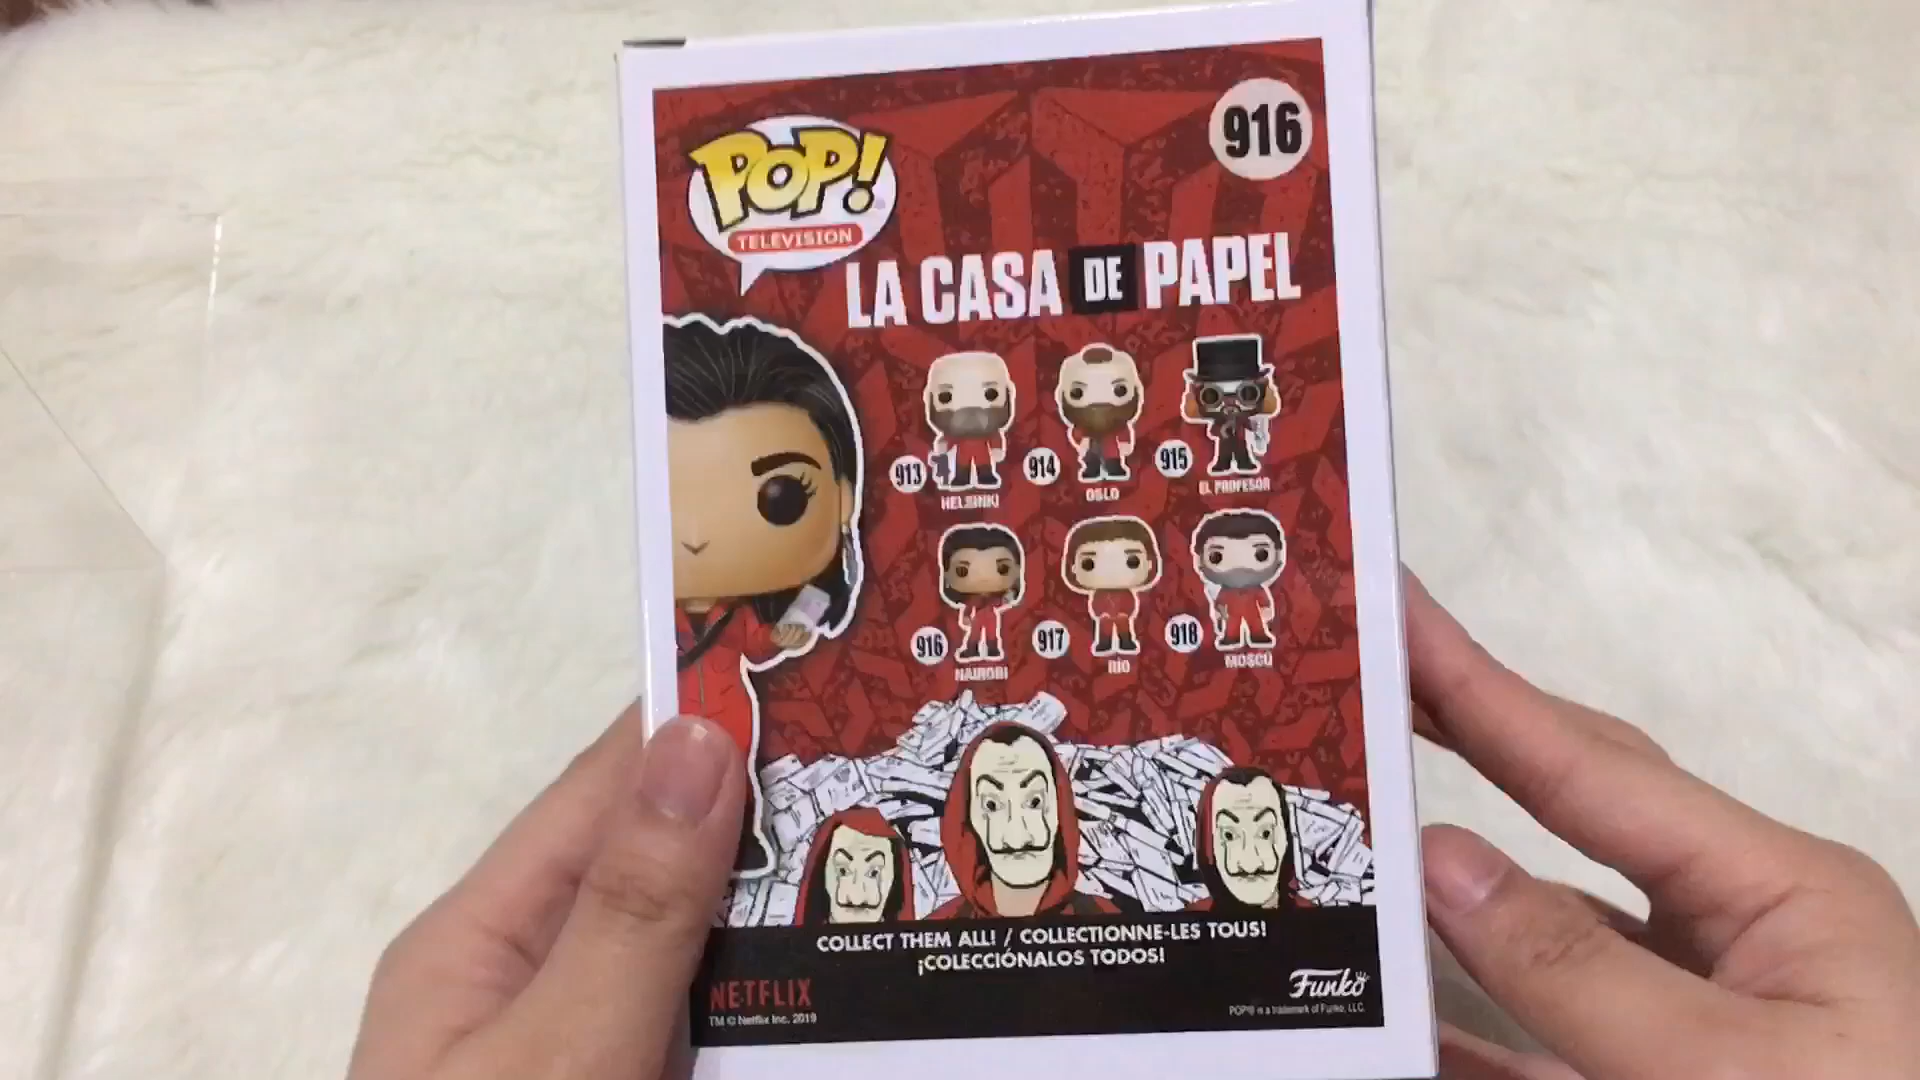 POP!
TELEVISION
916
LA CASA DE PAPEL
913
HELSINKI
914
OSLO
915
EL PROFESOR
916
NAIROBI
917
RÍO
918
MOSCÚ
COLLECT THEM ALL! / COLLECTIONNE-LES TOUS!
¡COLECCIÓNALOS TODOS!
NETFLIX
TM © Netflix Inc. 2019
Funko
POP® is a trademark of Funko, LLC.